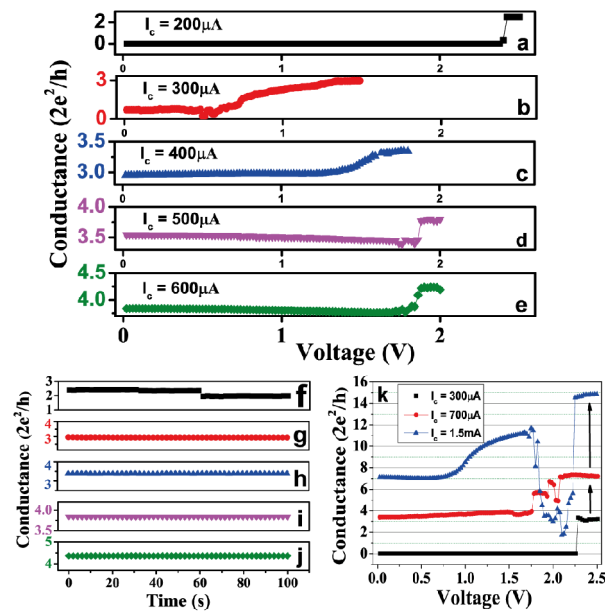 2
0
I_c = 200μA
a
0 1 2
3
0
I_c = 300μA
b
0 1 2
3.5
3.0
I_c = 400μA
c
0 1 2
4.0
3.5
I_c = 500μA
d
0 1 2
4.5
4.0
I_c = 600μA
e
0 1 2
Conductance (2e²/h)
Voltage (V)
3
2
1
f
4
3
g
4
3
h
4.0
3.5
i
5
4
j
0 20 40 60 80 100
Conductance (2e²/h)
Time (s)
k
I_c = 300μA
I_c = 700μA
I_c = 1.5mA
16
14
12
10
8
6
4
2
0
0.0 0.5 1.0 1.5 2.0 2.5
Conductance (2e²/h)
Voltage (V)